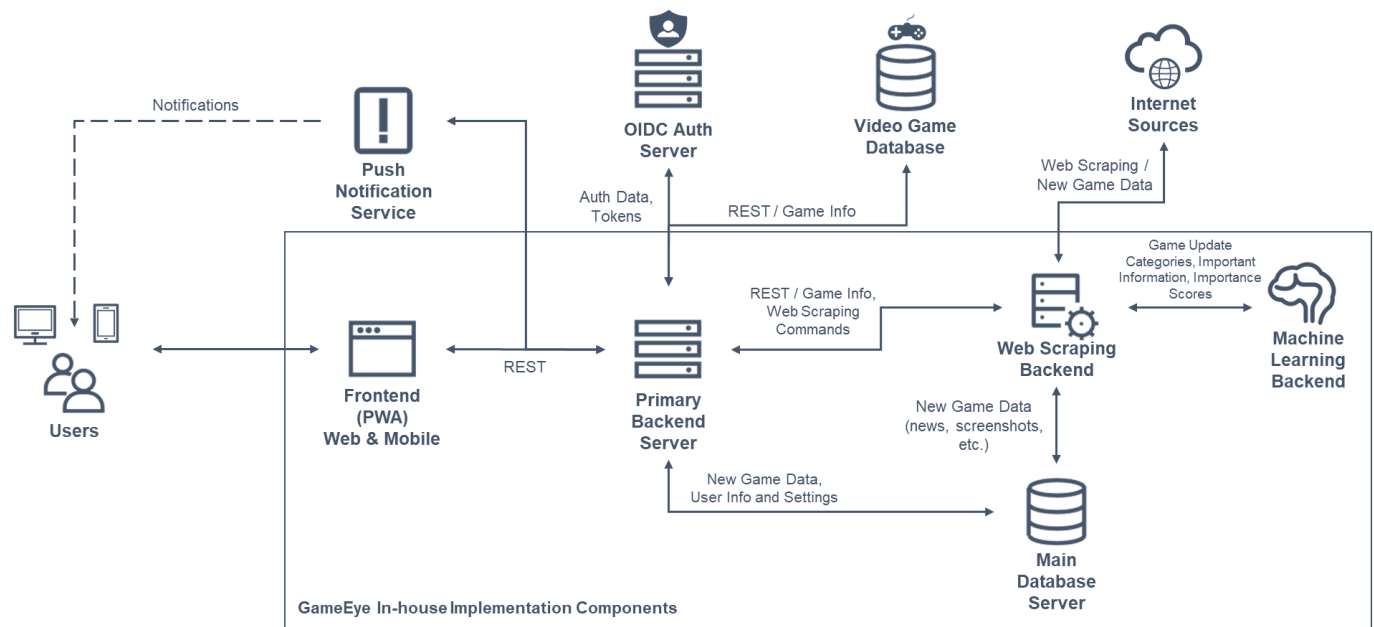 Notifications
Push
Notification
Service
OIDC Auth
Server
Video Game
Database
Internet
Sources
Auth Data,
Tokens
REST / Game Info
Web Scraping /
New Game Data
Game Update
Categories, Important
Information, Importance
Scores
REST / Game Info,
Web Scraping
Commands
Users
Frontend
(PWA)
Web & Mobile
REST
Primary
Backend
Server
Web Scraping
Backend
Machine
Learning
Backend
New Game Data
(news, screenshots,
etc.)
New Game Data,
User Info and Settings
Main
Database
Server
GameEye In-house Implementation Components